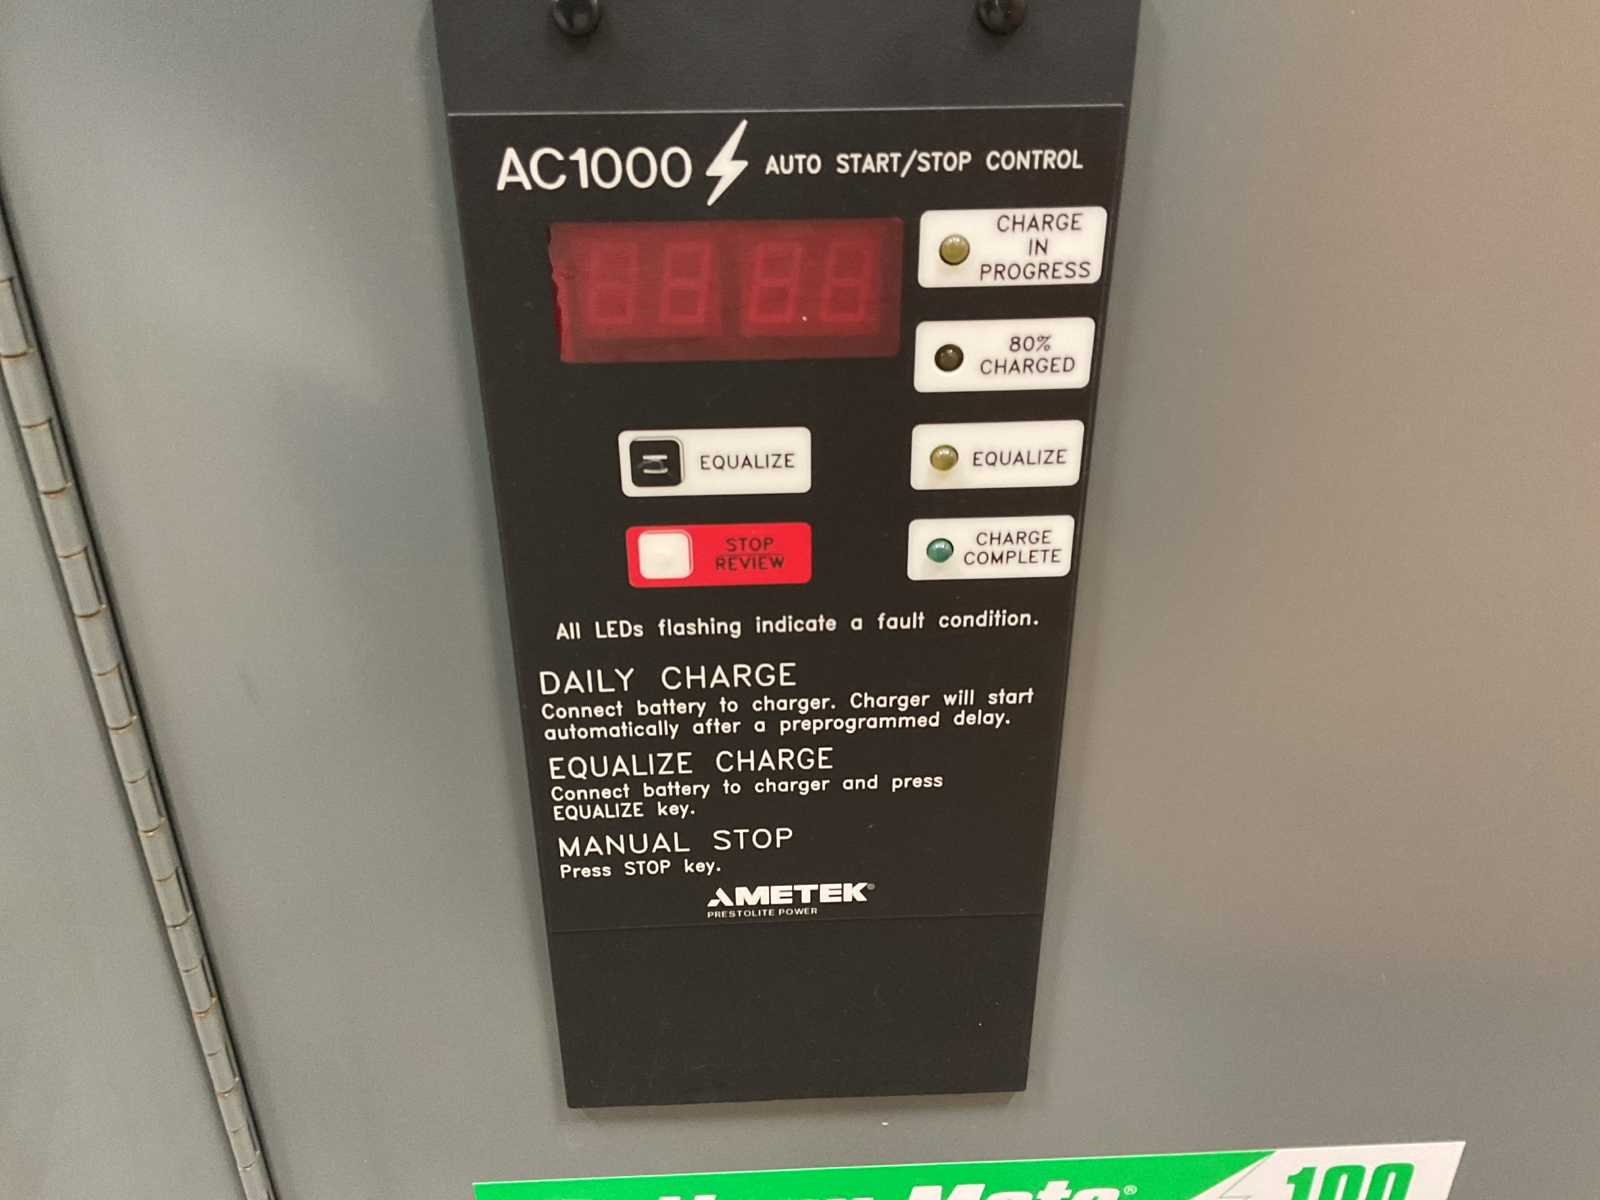 AC1000 AUTO START/STOP CONTROL
CHARGE
IN
PROGRESS
80%
CHARGED
EQUALIZE
EQUALIZE
STOP
REVIEW
CHARGE
COMPLETE
All LEDs flashing indicate a fault condition.
DAILY CHARGE
Connect battery to charger. Charger will start
automatically after a preprogrammed delay.
EQUALIZE CHARGE
Connect battery to charger and press
EQUALIZE key.
MANUAL STOP
Press STOP key.
AMETEK®
PRESTOLITE POWER
100